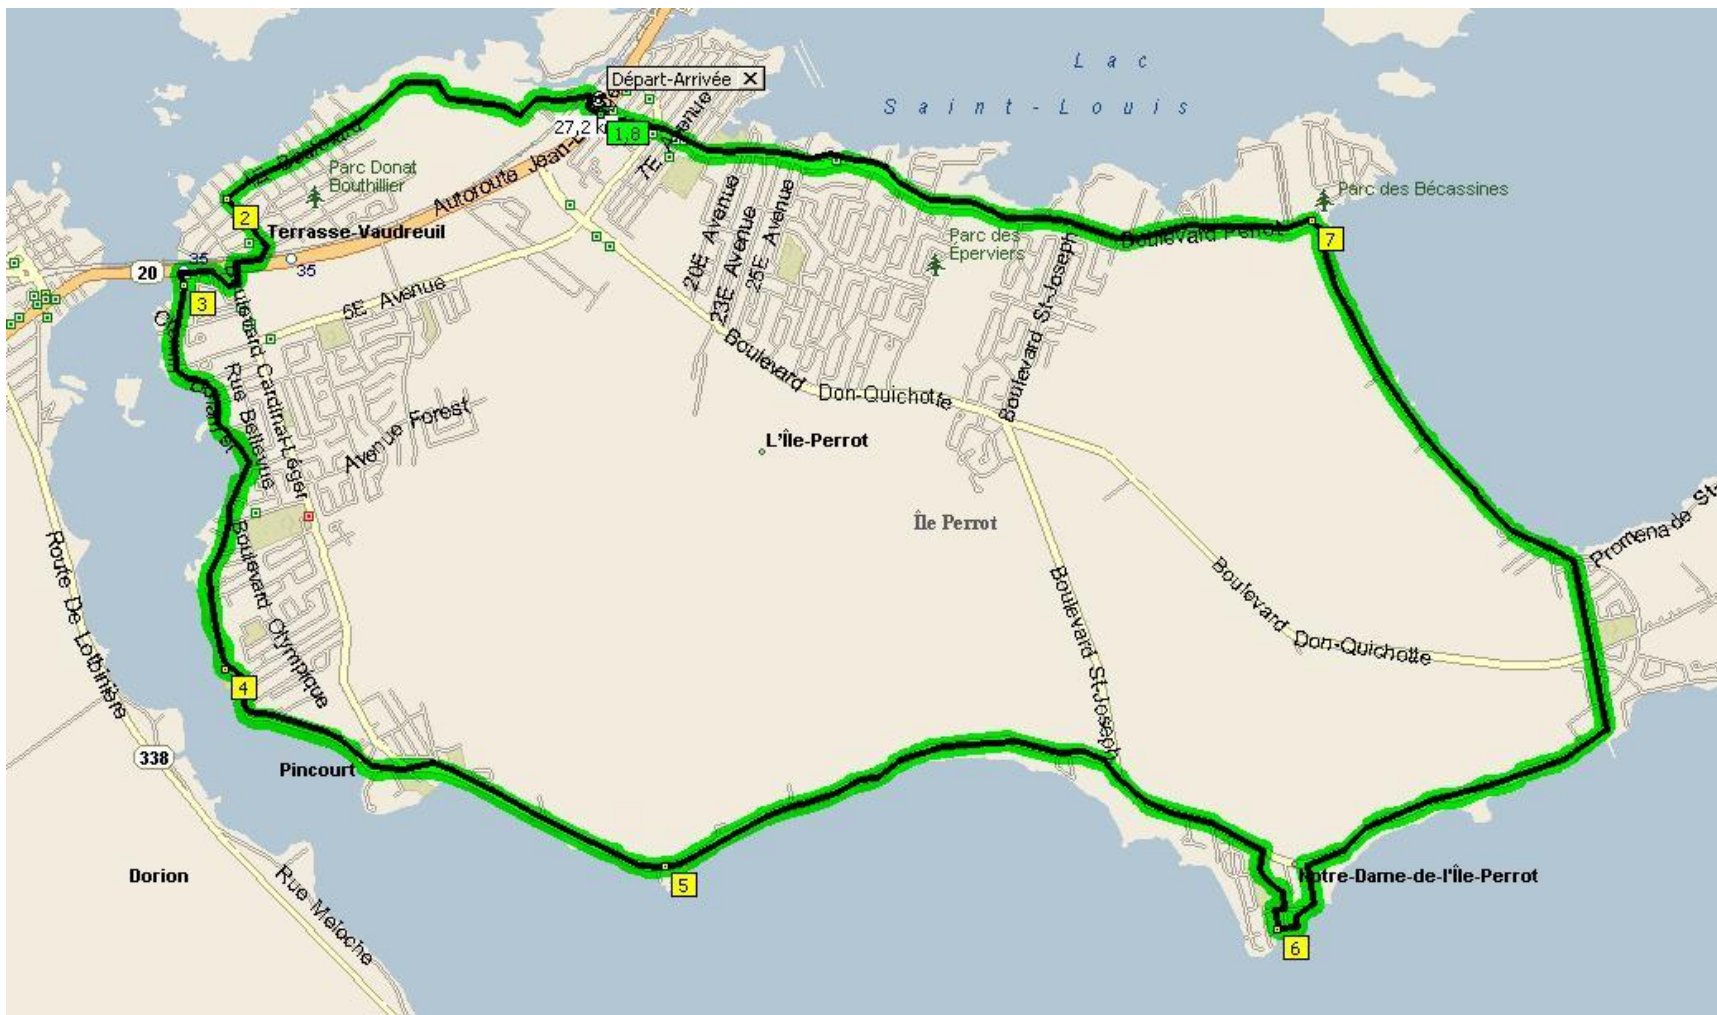 Lac
Saint-Louis
Départ-Arrivée
27,2 k
1,8
7E Avenue
Parc Donat
Bouthillier
Autoroute Jean-L
Boulevard
2
Terrasse-Vaudreuil
Parc des Bécassines
Boulevard Perrot
7
Parc des
Éperviers
20
35
35
3
5E Avenue
20E Avenue
23E Avenue
25E Avenue
Boulevard St-Joseph
Boulevard
Don-Quichotte
Boulevard Cardinal-Léger
Rue Bellevue
Avenue Forest
L'Île-Perrot
Île Perrot
Promenade St-
Route De Lotbinière
Boulevard Olympique
Boulevard St-Joseph
Boulevard
Don-Quichotte
4
338
Pincourt
Dorion
5
Rue Meloche
Notre-Dame-de-l'Île-Perrot
6